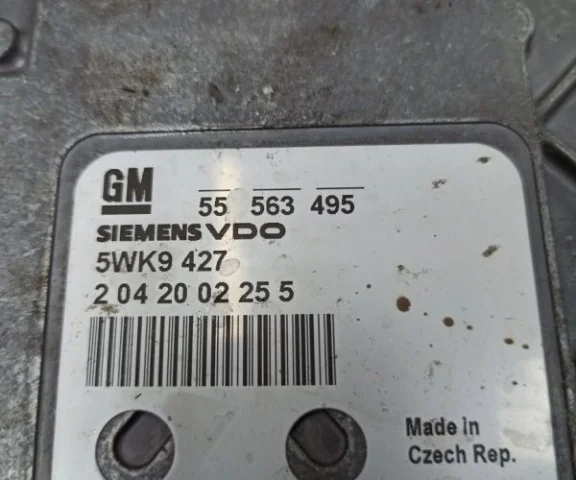 GM 55 563 495
SIEMENS VDO
5WK9 427
2 04 20 02 25 5
Made in
Czech Rep.